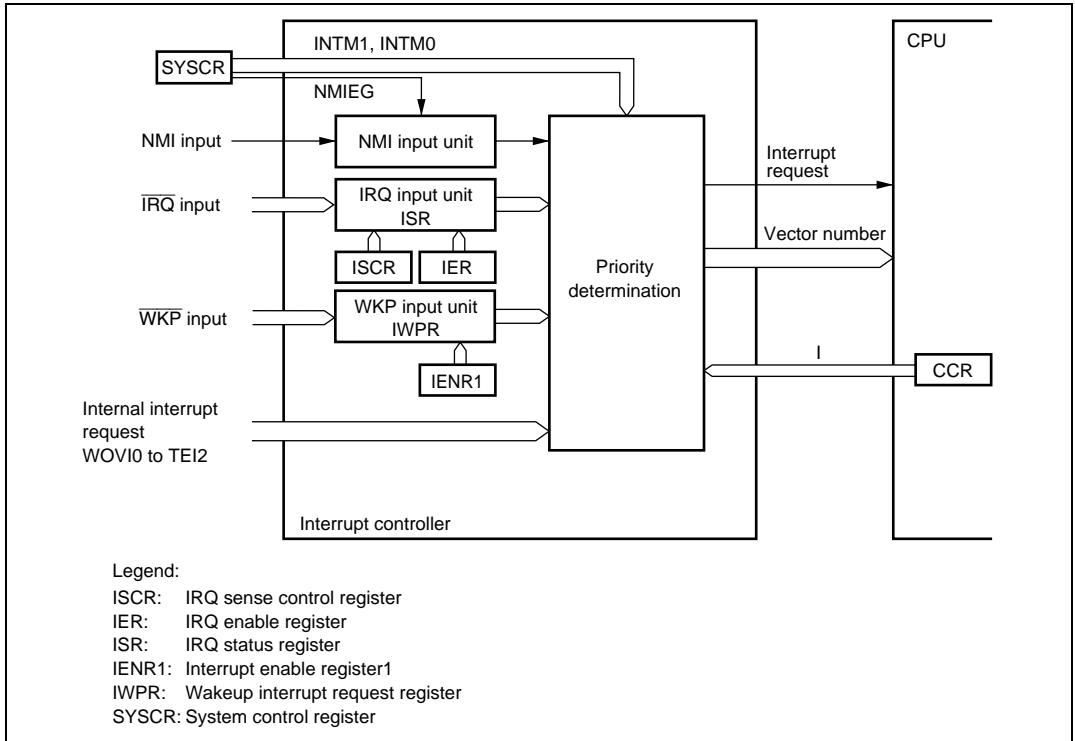 INTM1, INTM0
CPU
SYSCR
NMIEG
NMI input
NMI input unit
Interrupt
request
IRQ input
IRQ input unit
ISR
Vector number
ISCR
IER
Priority
determination
WKP input
WKP input unit
IWPR
I
CCR
IENR1
Internal interrupt
request
WOVI0 to TEI2
Interrupt controller
Legend:
ISCR: IRQ sense control register
IER: IRQ enable register
ISR: IRQ status register
IENR1: Interrupt enable register1
IWPR: Wakeup interrupt request register
SYSCR: System control register